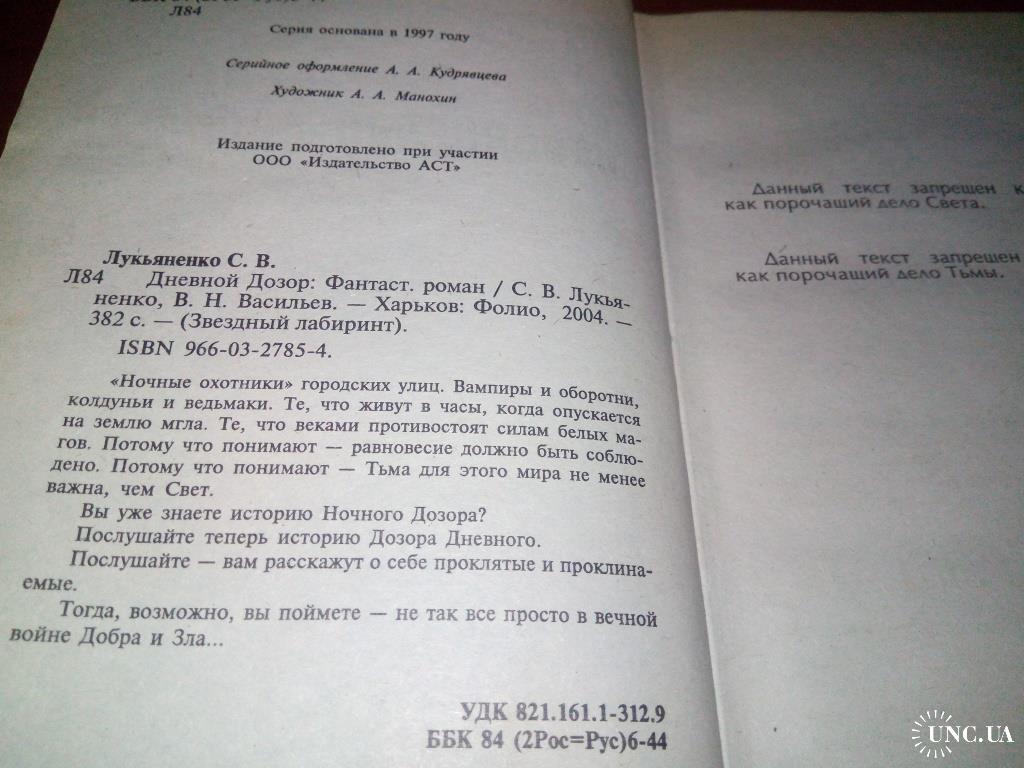 Л84
Серия основана в 1997 году
Серийное оформление А. А. Кудрявцева
Художник А. А. Манохин
Издание подготовлено при участии
ООО «Издательство АСТ»
Лукьяненко С. В.
Л84 Дневной Дозор: Фантаст. роман / С. В. Лукья-
ненко, В. Н. Васильев. — Харьков: Фолио, 2004. —
382 с. — (Звездный лабиринт).
ISBN 966-03-2785-4.
«Ночные охотники» городских улиц. Вампиры и оборотни,
колдуньи и ведьмаки. Те, что живут в часы, когда опускается
на землю мгла. Те, что веками противостоят силам белых ма-
гов. Потому что понимают — равновесие должно быть соблю-
дено. Потому что понимают — Тьма для этого мира не менее
важна, чем Свет.
Вы уже знаете историю Ночного Дозора?
Послушайте теперь историю Дозора Дневного.
Послушайте — вам расскажут о себе проклятые и проклина-
емые.
Тогда, возможно, вы поймете — не так все просто в вечной
войне Добра и Зла...
УДК 821.161.1-312.9
ББК 84 (2Рос=Рус)6-44
Данный текст запрещен
как порочащий дело Света.
Данный текст запрещен
как порочащий дело Тьмы.
UNC.UA